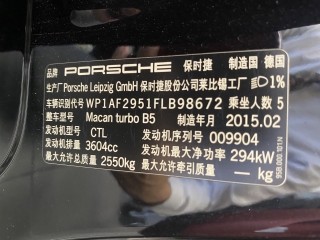 品牌 PORSCHE 保时捷 制造国 德国
生产厂 Porsche Leipzig GmbH 保时捷股份公司莱比锡工厂 1%
车辆识别代号 WP1AF2951FLB98672 乘坐人数 5
整车型号 Macan turbo B5 制造年月 2015.02
发动机型号 CTL 发动机序列号 009904
发动机排量 3604cc 发动机最大净功率 294kW
最大允许总质量 2550kg 最大允许牵引质量 — kg
95B 000 101N